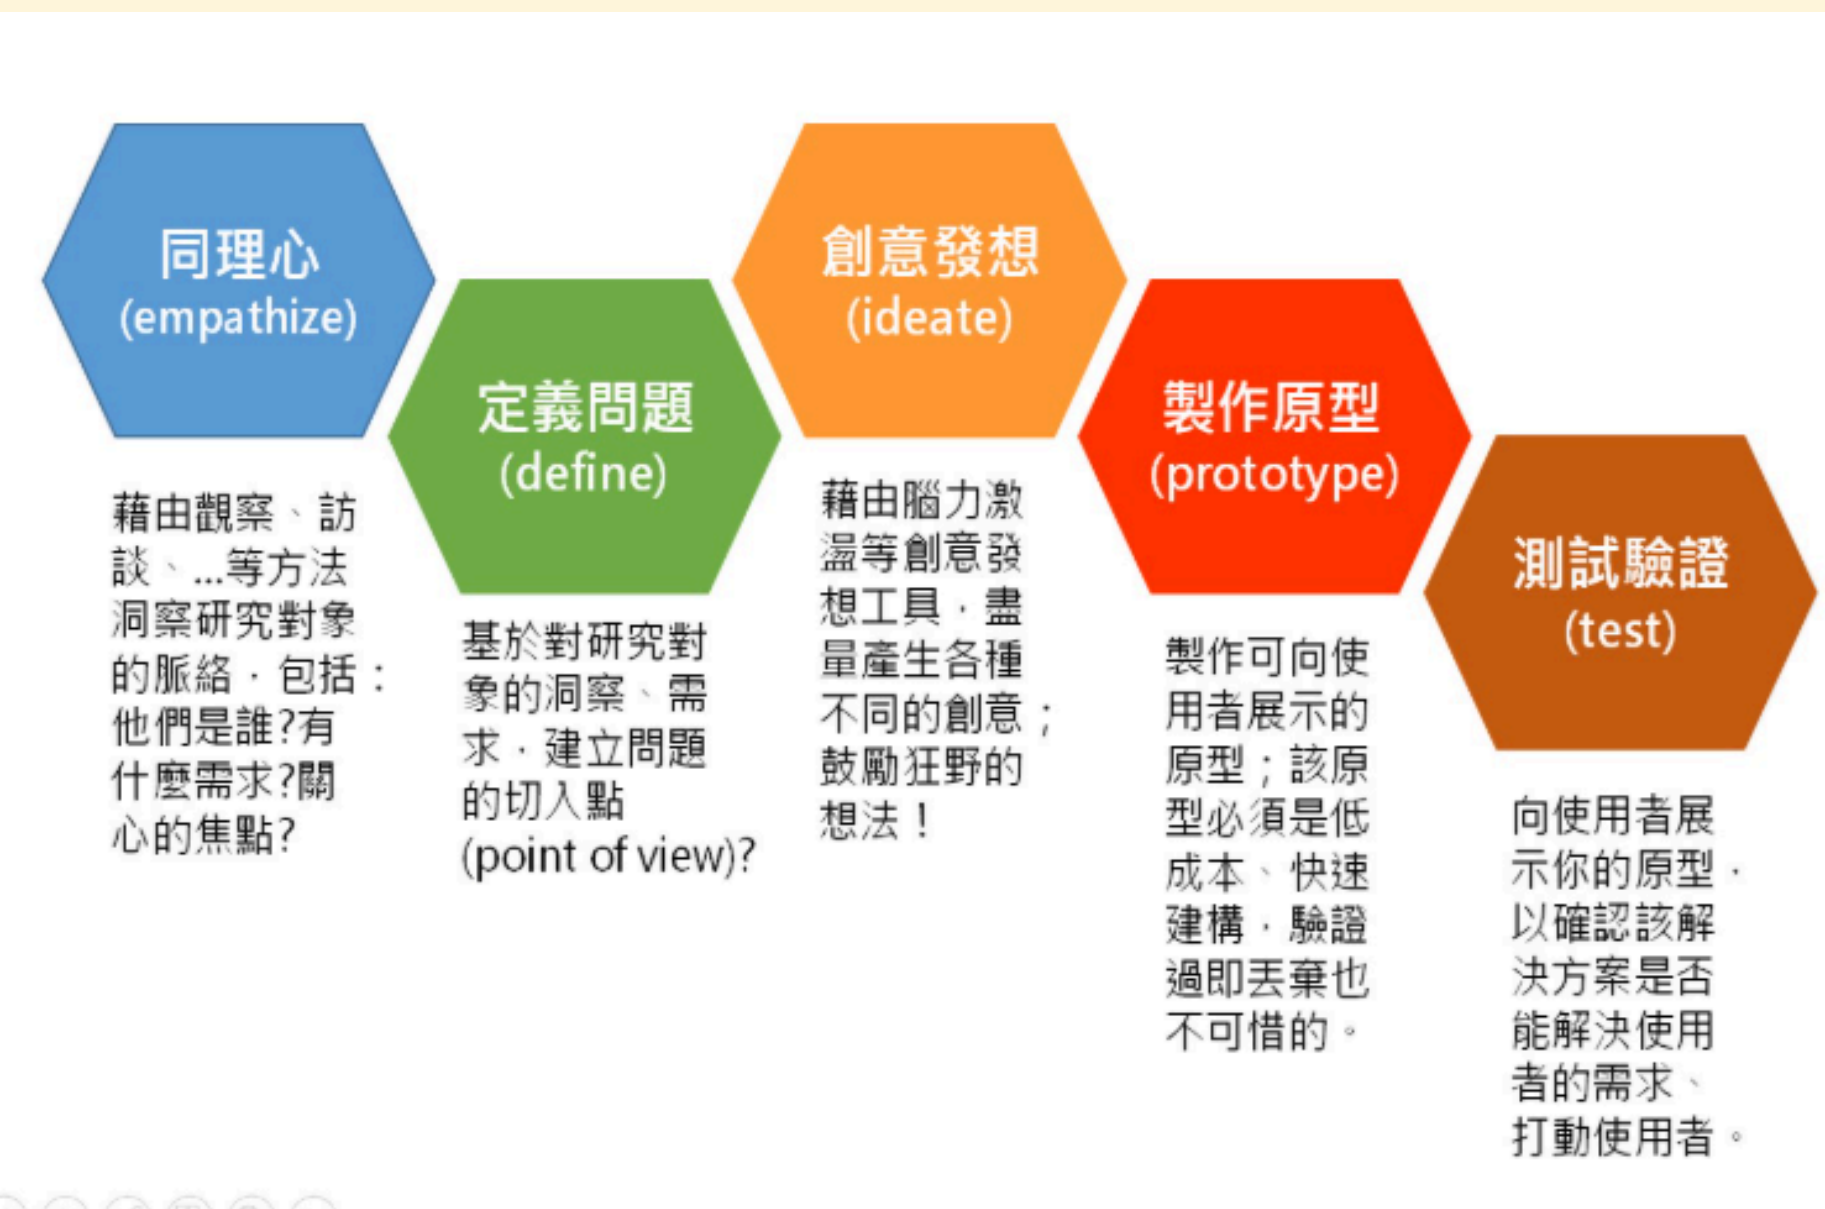 同理心
(empathize)
藉由觀察、訪
談、...等方法
洞察研究對象
的脈絡，包括：
他們是誰?有
什麼需求?關
心的焦點?
定義問題
(define)
基於對研究對
象的洞察、需
求，建立問題
的切入點
(point of view)?
創意發想
(ideate)
藉由腦力激
盪等創意發
想工具，盡
量產生各種
不同的創意；
鼓勵狂野的
想法！
製作原型
(prototype)
製作可向使
用者展示的
原型；該原
型必須是低
成本、快速
建構，驗證
過即丟棄也
不可惜的。
測試驗證
(test)
向使用者展
示你的原型，
以確認該解
決方案是否
能解決使用
者的需求、
打動使用者。